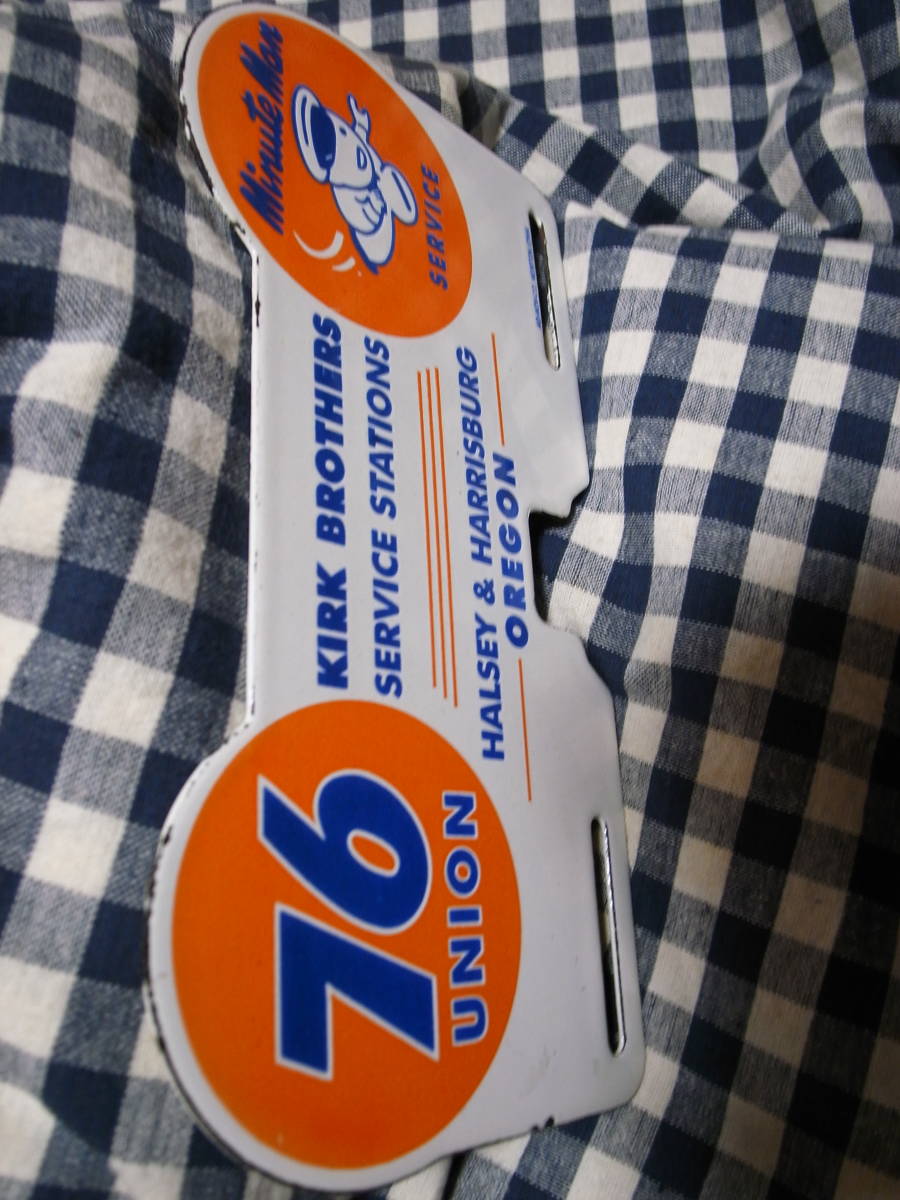 76
UNION
KIRK BROTHERS
SERVICE STATIONS
HALSEY & HARRISBURG
OREGON
Minute Man
SERVICE